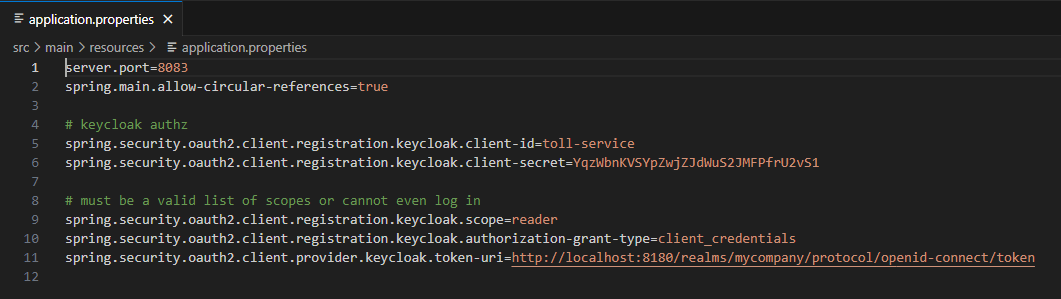 application.properties
src > main > resources > application.properties
1 server.port=8083
2 spring.main.allow-circular-references=true
3
4 # keycloak authz
5 spring.security.oauth2.client.registration.keycloak.client-id=toll-service
6 spring.security.oauth2.client.registration.keycloak.client-secret=YqzWbnKVSYpZwjZJdWuS2JMFPfrU2vS1
7
8 # must be a valid list of scopes or cannot even log in
9 spring.security.oauth2.client.registration.keycloak.scope=reader
10 spring.security.oauth2.client.registration.keycloak.authorization-grant-type=client_credentials
11 spring.security.oauth2.client.provider.keycloak.token-uri=http://localhost:8180/realms/mycompany/protocol/openid-connect/token
12